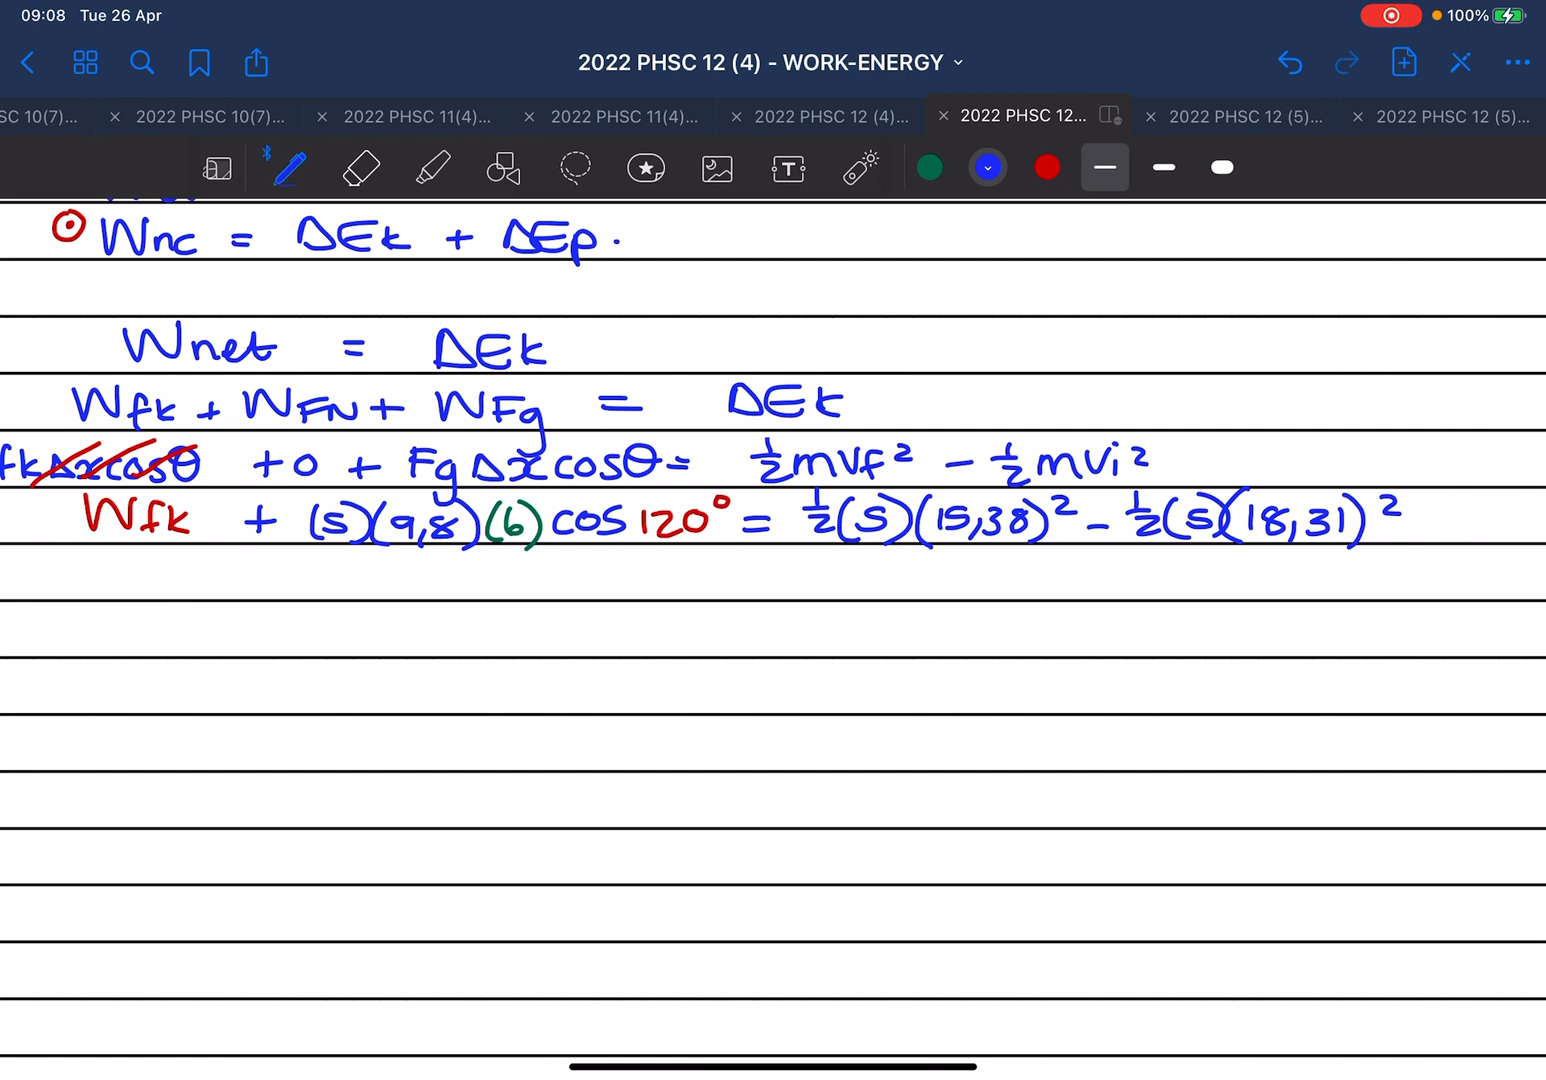 09:08 Tue 26 Apr 100%
2022 PHSC 12 (4) - WORK-ENERGY
SC 10(7)... × 2022 PHSC 10(7)... × 2022 PHSC 11(4)... × 2022 PHSC 11(4)... × 2022 PHSC 12 (4)... × 2022 PHSC 12... × 2022 PHSC 12 (5)... × 2022 PHSC 12 (5)...
Wnc = ΔEk + ΔEp.
Wnet = ΔEk
Wfk + WFN + WFg = ΔEk
fkΔxcosθ + 0 + FgΔxcosθ = ½mvf² - ½mvi²
Wfk + (5)(9,8)(6)cos 120° = ½(5)(15,38)² - ½(5)(18,31)²